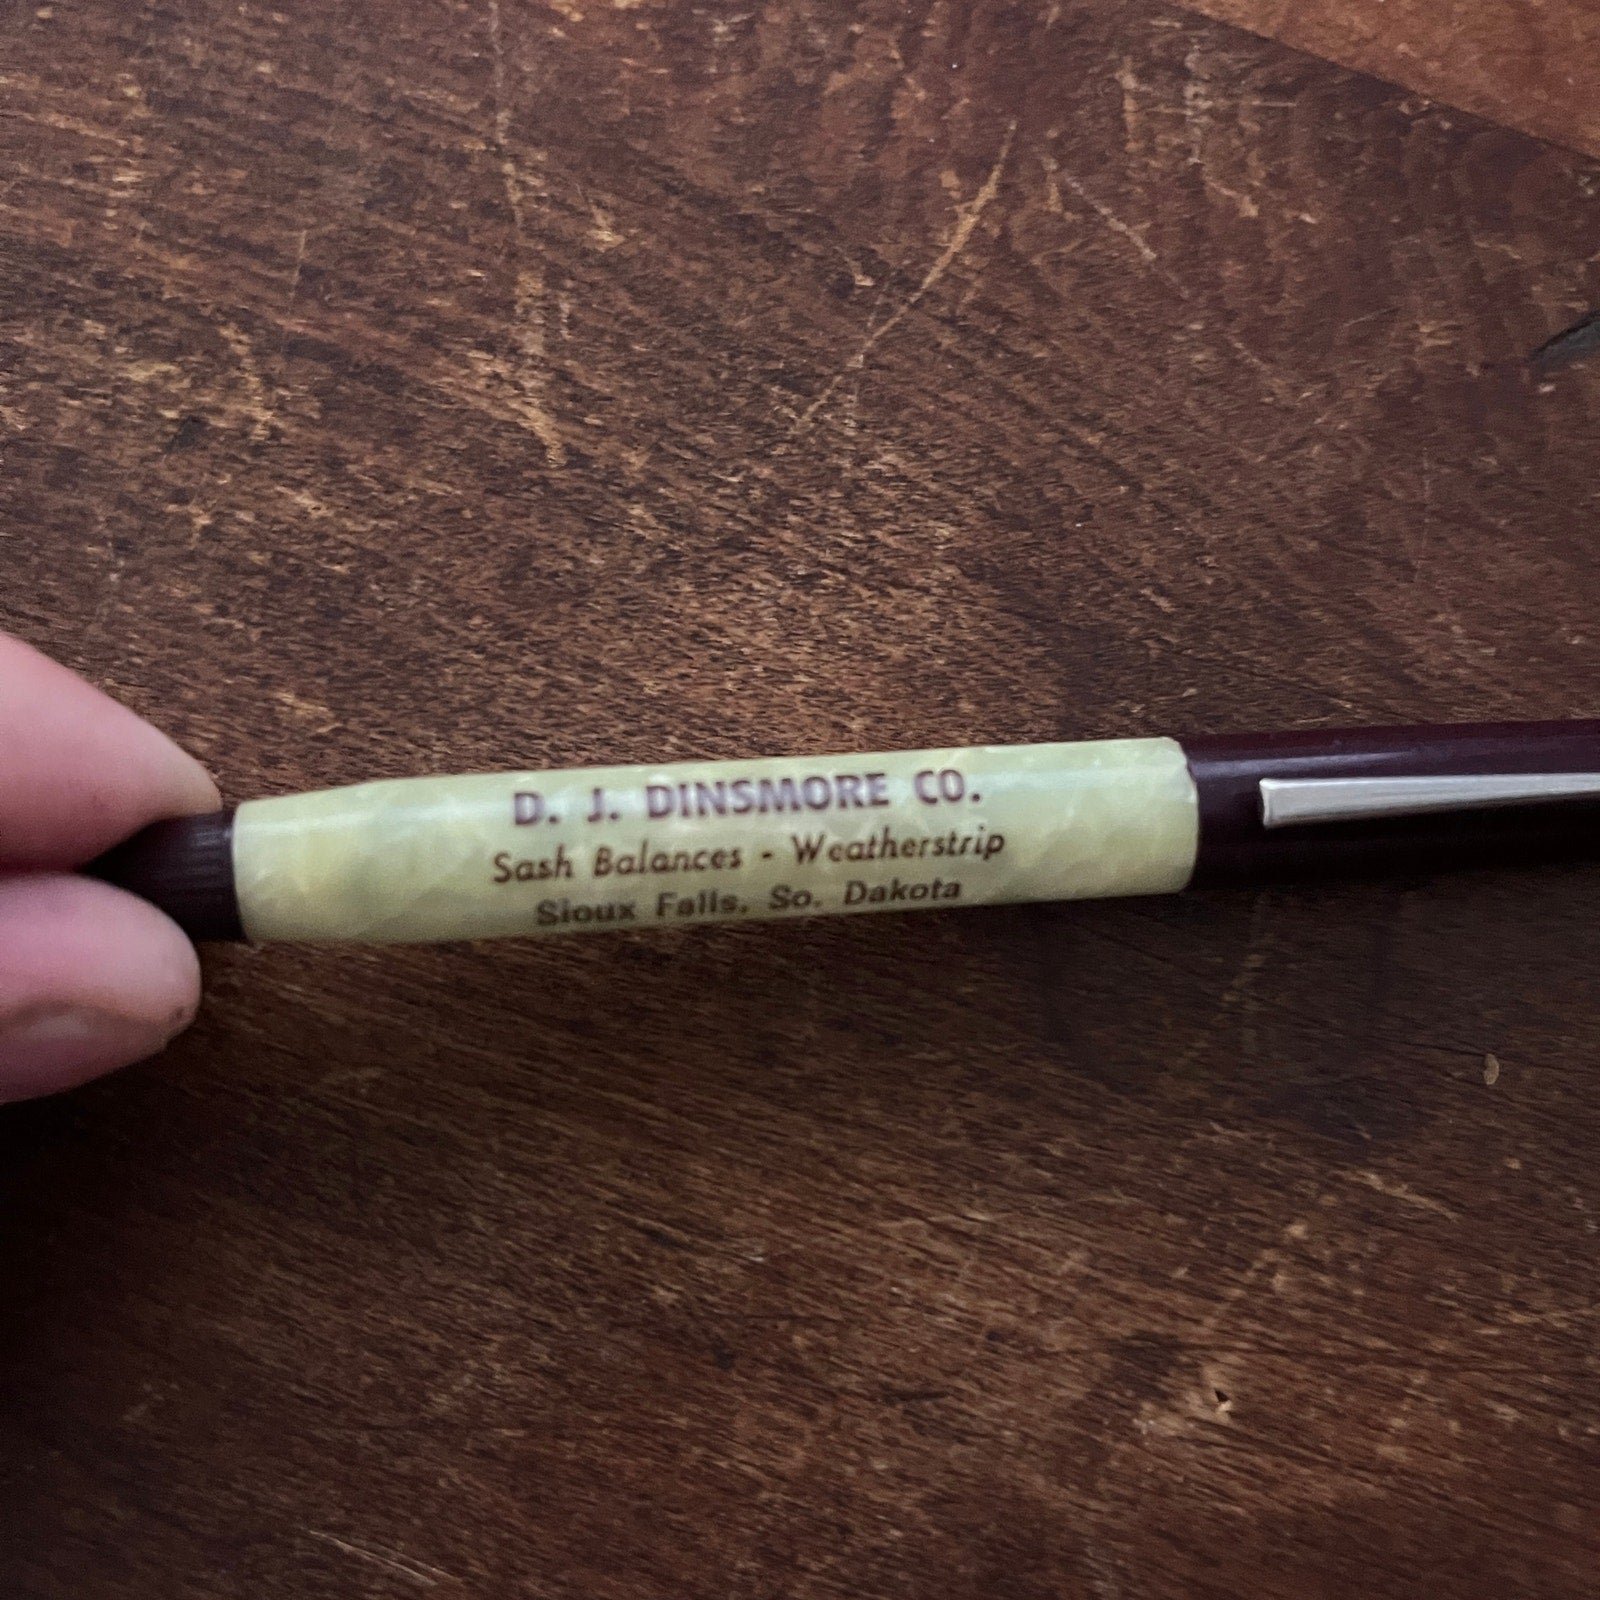 D. J. DINSMORE CO.
Sash Balances - Weatherstrip
Sioux Falls, So. Dakota